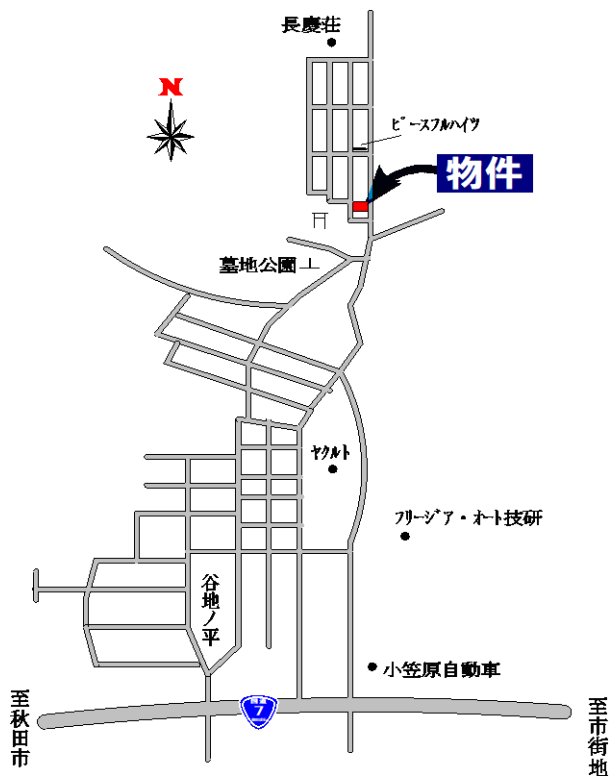 長慶荘
N
ピースフルハイツ
物件
墓地公園
ヤクルト
フリージア・オート技研
谷地ノ平
小笠原自動車
至秋田市
7
至市街地